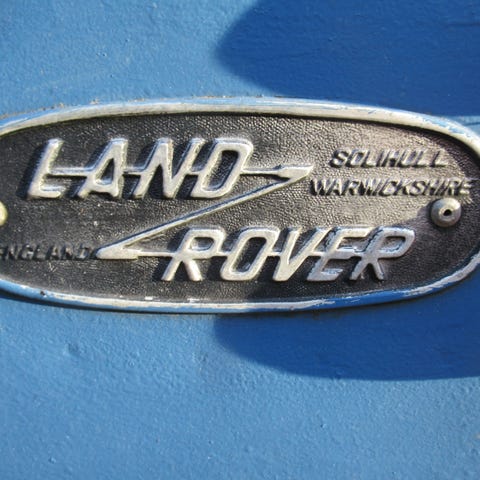 LAND
SOLIHULL
WARWICKSHIRE
ENGLAND
ROVER